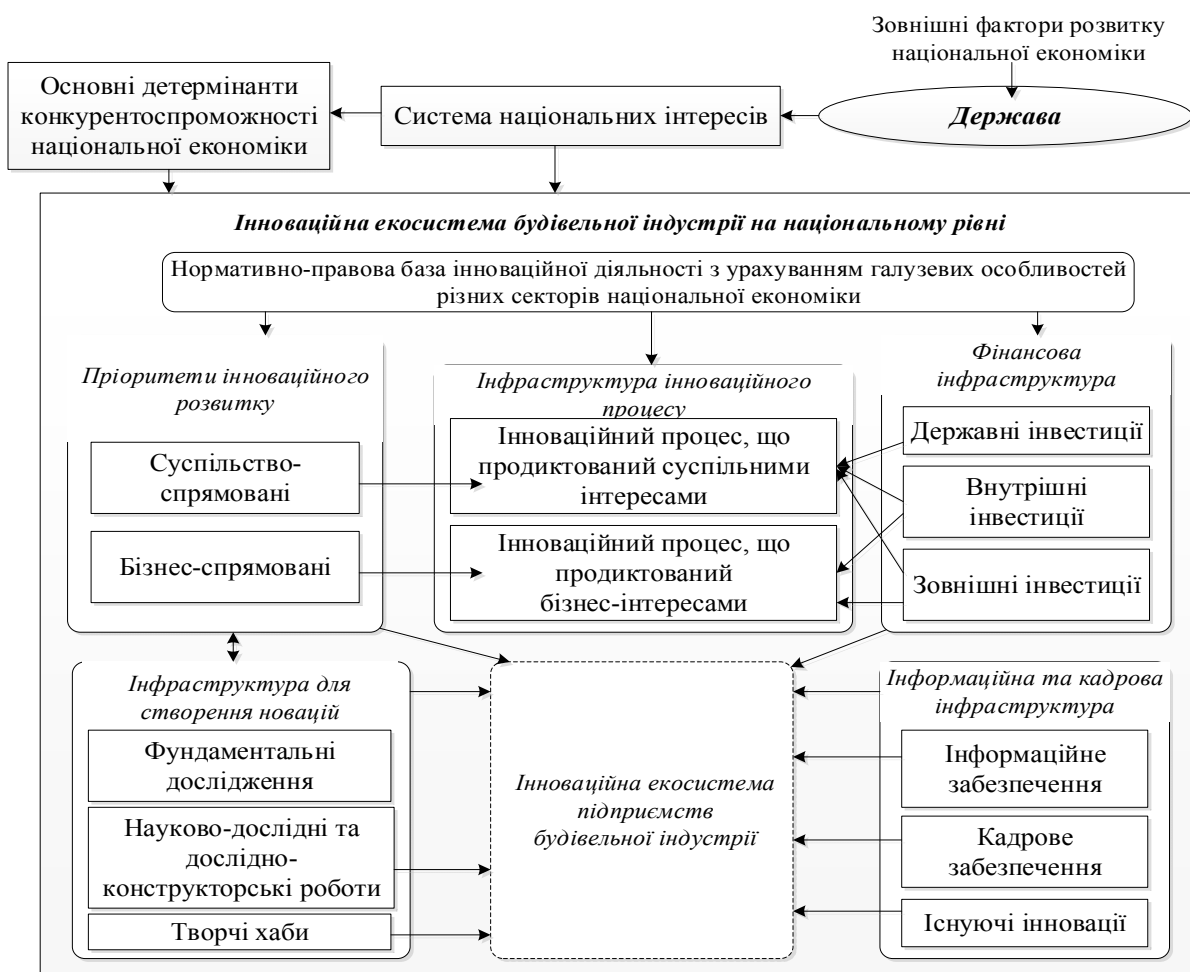 Зовнішні фактори розвитку
національної економіки
Основні детермінанти
конкурентоспроможності
національної економіки
Система національних інтересів
Держава
Інноваційна екосистема будівельної індустрії на національному рівні
Нормативно-правова база інноваційної діяльності з урахуванням галузевих особливостей
різних секторів національної економіки
Пріоритети інноваційного
розвитку
Суспільство-
спрямовані
Бізнес-спрямовані
Інфраструктура інноваційного
процесу
Інноваційний процес, що
продиктований суспільними
інтересами
Інноваційний процес, що
продиктований
бізнес-інтересами
Фінансова
інфраструктура
Державні інвестиції
Внутрішні
інвестиції
Зовнішні інвестиції
Інфраструктура для
створення новацій
Фундаментальні
дослідження
Науково-дослідні та
дослідно-
конструкторські роботи
Творчі хаби
Інноваційна екосистема
підприємств
будівельної індустрії
Інформаційна та кадрова
інфраструктура
Інформаційне
забезпечення
Кадрове
забезпечення
Існуючі інновації